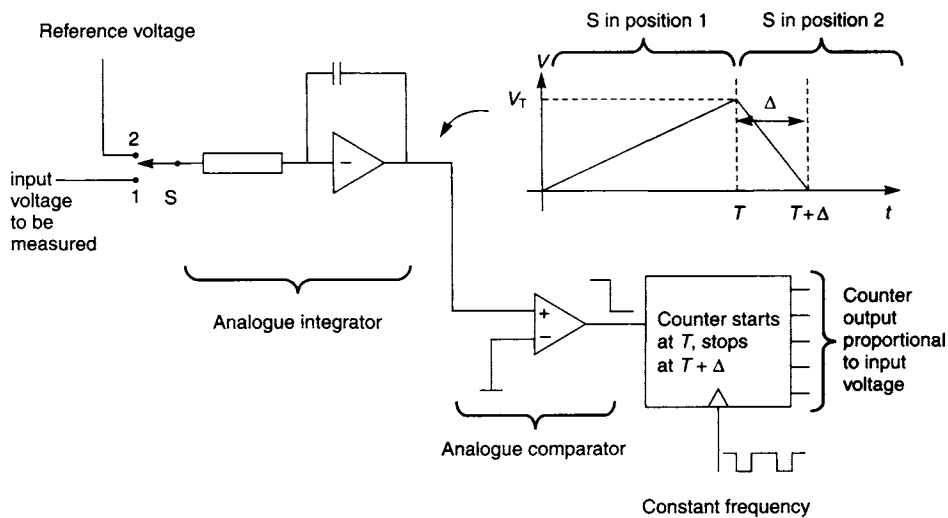 Reference voltage
S in position 1
S in position 2
V
V_T
Δ
2
1
S
input
voltage
to be
measured
−
T
T + Δ
t
Analogue integrator
+
−
Counter starts
at T, stops
at T + Δ
Counter
output
proportional
to input
voltage
Analogue comparator
Constant frequency